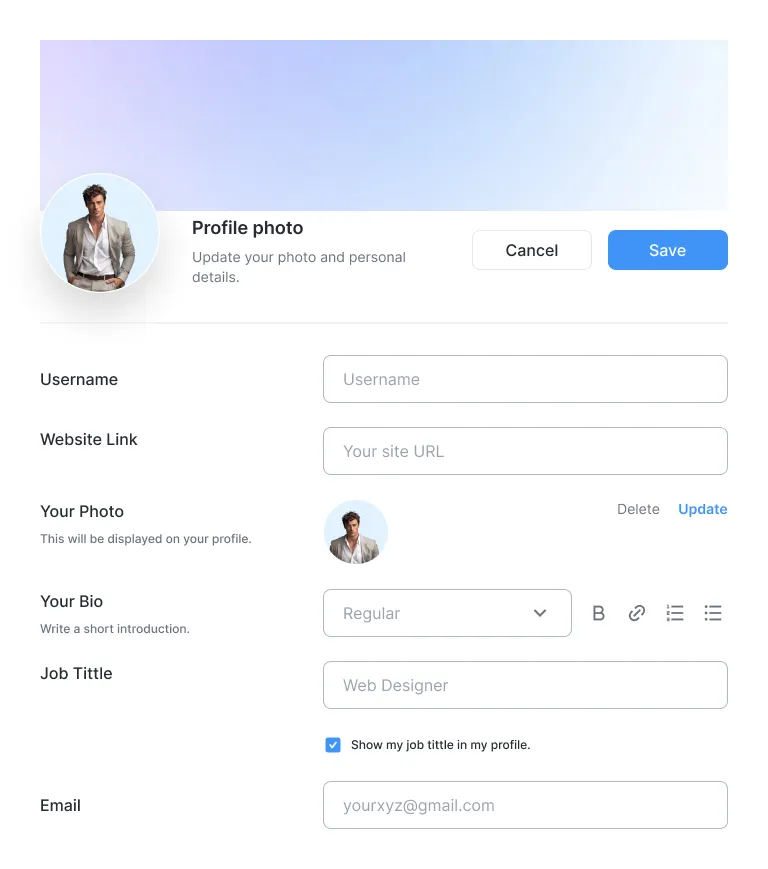 Profile photo
Update your photo and personal
details.
Cancel
Save
Username
Username
Website Link
Your site URL
Your Photo
This will be displayed on your profile.
Delete
Update
Your Bio
Write a short introduction.
Regular
B
Job Tittle
Web Designer
Show my job tittle in my profile.
Email
yourxyz@gmail.com